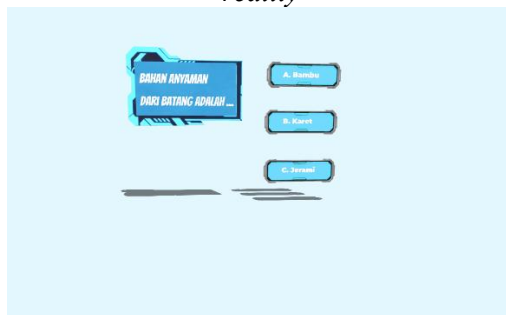 reality
BAHAN ANYAMAN
DARI BATANG ADALAH ...
A. Bambu
B. Karet
C. Jerami